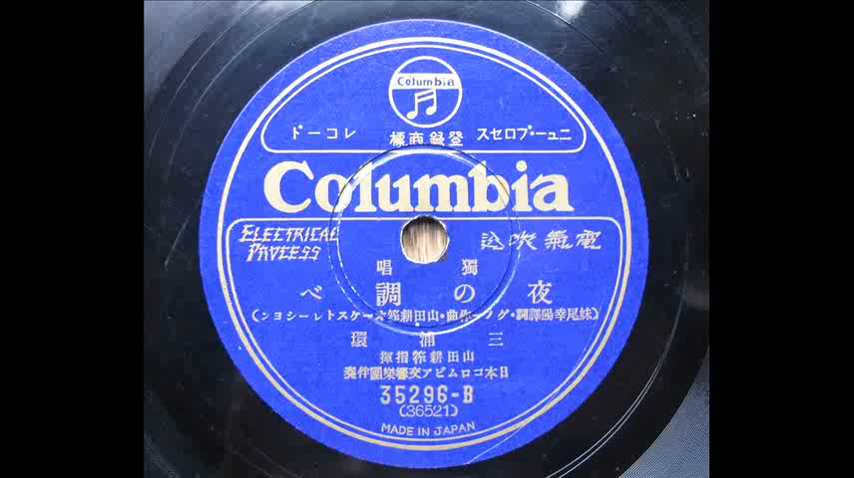 Columbia
ニュー・プロセス 登録商標 レコード
Columbia
ELECTRICAL
PROCESS
電氣吹込
獨唱
夜の調べ
(妹尾幸陽譯詞・グノー作曲・山田耕筰オーケストレーシヨン)
三浦環
山田耕筰指揮
日本コロムビア交響樂團伴奏
35296-B
(36521)
MADE IN JAPAN